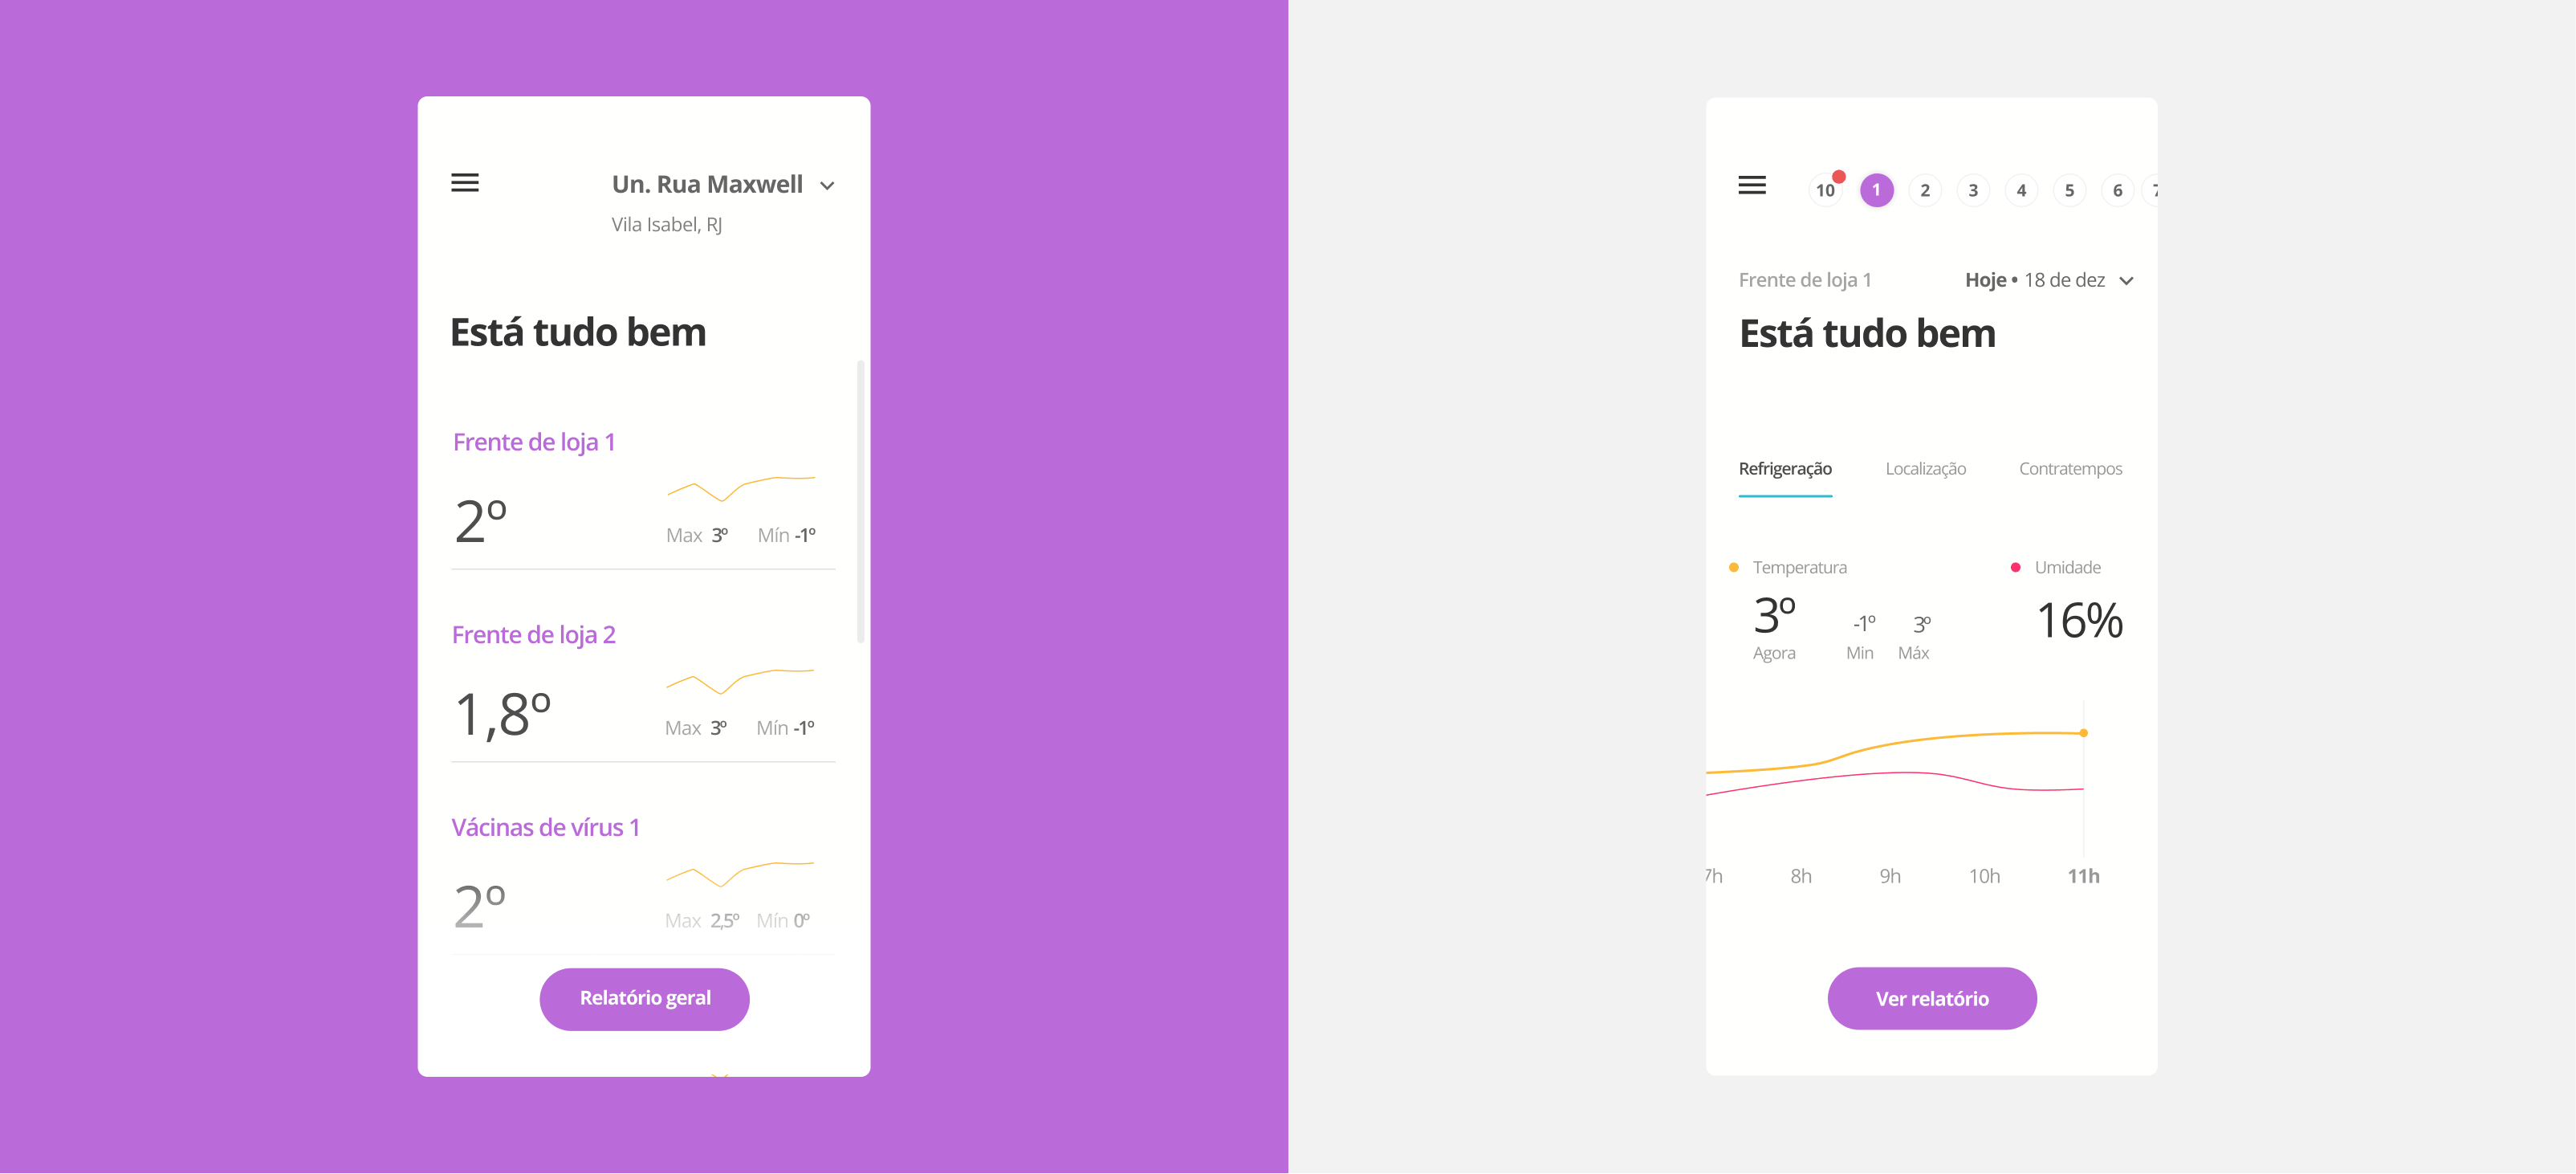 Un. Rua Maxwell
Vila Isabel, RJ
Está tudo bem
Frente de loja 1
2º
Max 3º Mín -1º
Frente de loja 2
1,8º
Max 3º Mín -1º
Vácinas de vírus 1
2º
Max 2,5º Mín 0º
Relatório geral
10 1 2 3 4 5 6 7
Frente de loja 1
Hoje • 18 de dez
Está tudo bem
Refrigeração Localização Contratempos
Temperatura
3º
Agora
-1º
Min
3º
Máx
Umidade
16%
7h 8h 9h 10h 11h
Ver relatório